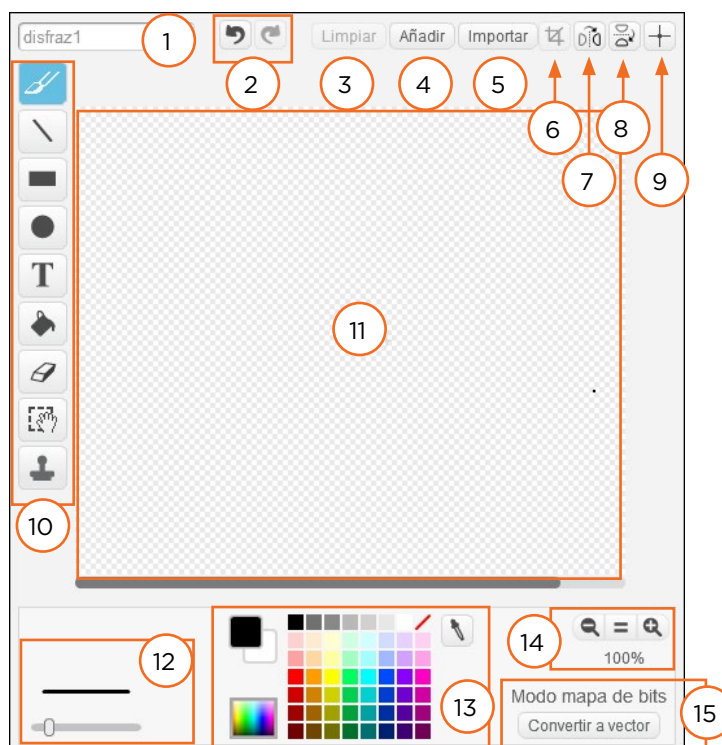 disfraz1
1
Limpiar
Añadir
Importar
2
3
4
5
6
7
8
9
T
10
11
12
13
14
100%
Modo mapa de bits
Convertir a vector
15